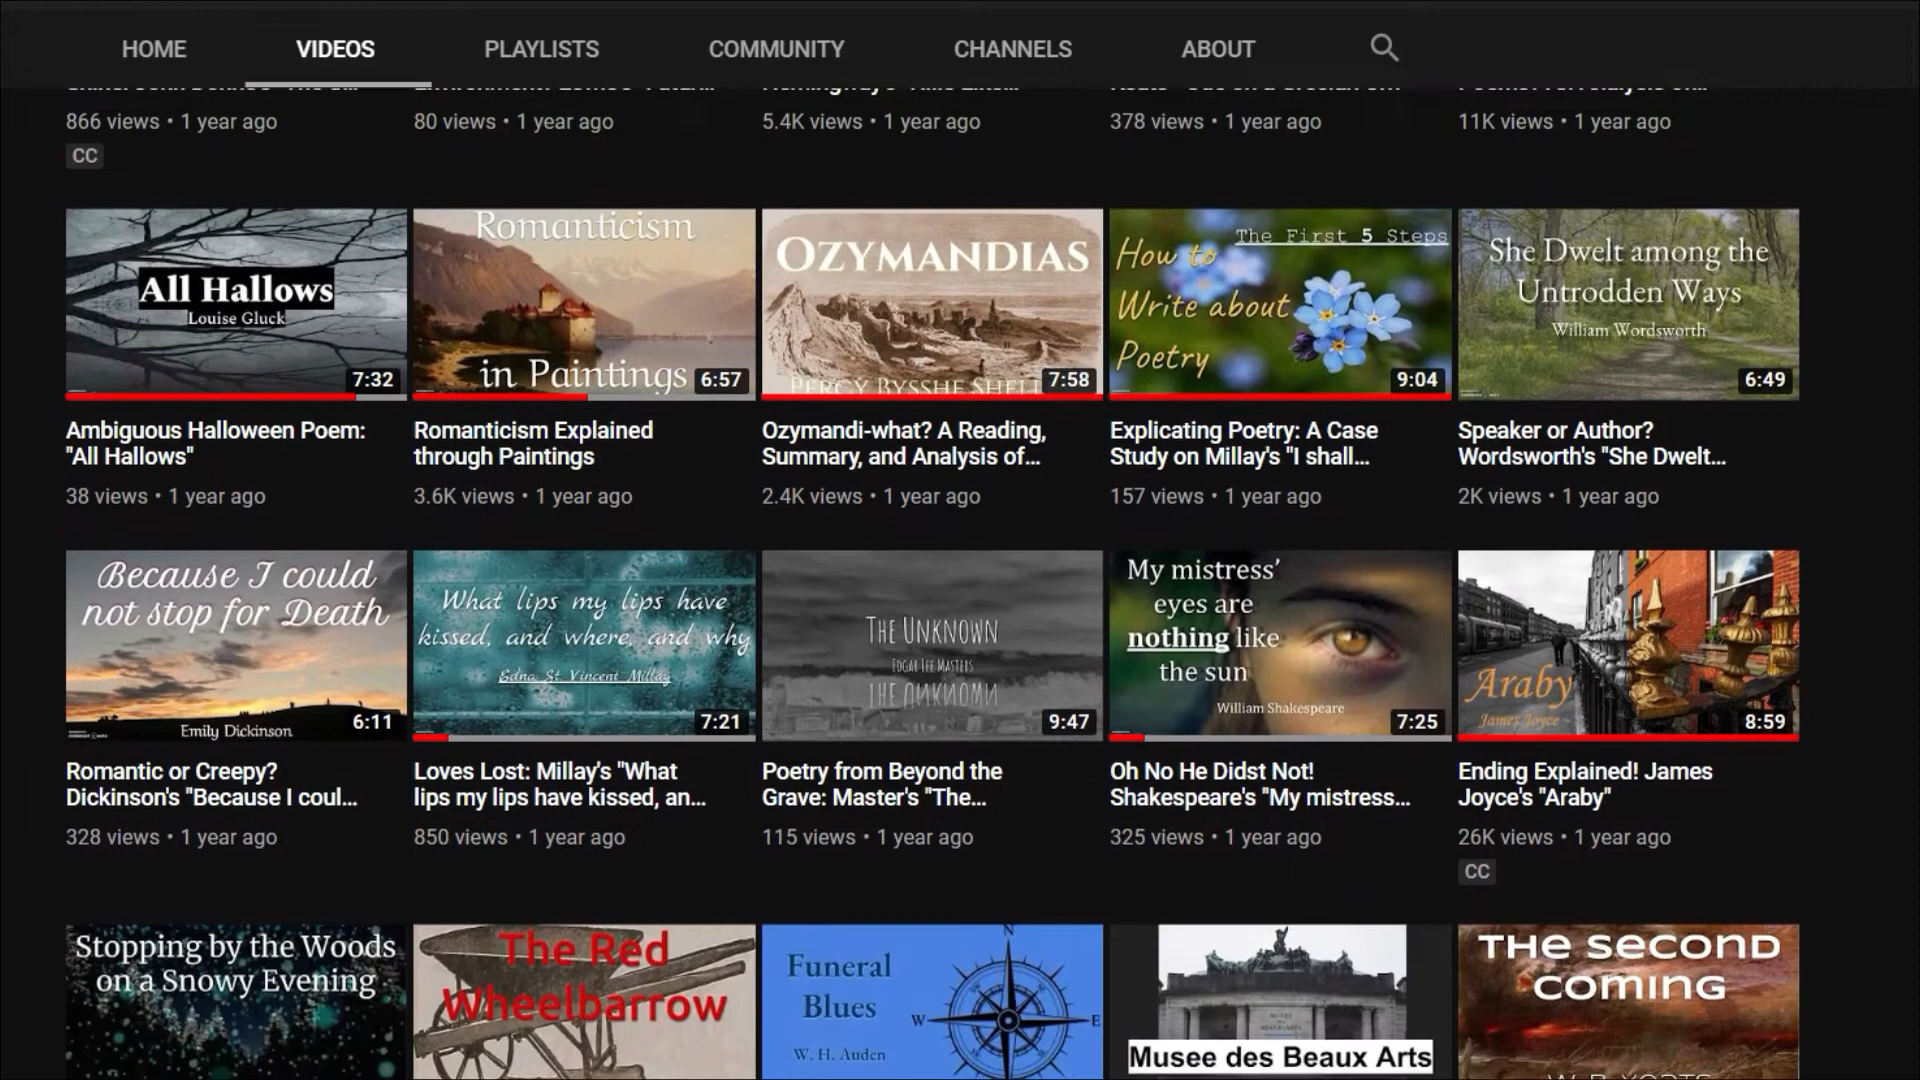 HOME VIDEOS PLAYLISTS COMMUNITY CHANNELS ABOUT
866 views • 1 year ago
CC
80 views • 1 year ago
5.4K views • 1 year ago
378 views • 1 year ago
11K views • 1 year ago
All Hallows
Louise Gluck
7:32
Ambiguous Halloween Poem:
"All Hallows"
38 views • 1 year ago
Romanticism
in Paintings
6:57
Romanticism Explained
through Paintings
3.6K views • 1 year ago
OZYMANDIAS
PERCY BYSSHE
7:58
Ozymandi-what? A Reading,
Summary, and Analysis of...
2.4K views • 1 year ago
The First 5 Steps
How to
Write about
Poetry
9:04
Explicating Poetry: A Case
Study on Millay's "I shall...
157 views • 1 year ago
She Dwelt among the
Untrodden Ways
William Wordsworth
6:49
Speaker or Author?
Wordsworth's "She Dwelt...
2K views • 1 year ago
Because I could
not stop for Death
Emily Dickinson
6:11
Romantic or Creepy?
Dickinson's "Because I coul...
328 views • 1 year ago
What lips my lips have
kissed, and where, and why
Edna St Vincent Millay
7:21
Loves Lost: Millay's "What
lips my lips have kissed, an...
850 views • 1 year ago
THE UNKNOWN
EDGAR LEE MASTERS
9:47
Poetry from Beyond the
Grave: Master's "The...
115 views • 1 year ago
My mistress'
eyes are
nothing like
the sun
William Shakespeare
7:25
Oh No He Didst Not!
Shakespeare's "My mistress...
325 views • 1 year ago
Araby
James Joyce
8:59
Ending Explained! James
Joyce's "Araby"
26K views • 1 year ago
CC
Stopping by the Woods
on a Snowy Evening
The Red
Wheelbarrow
Funeral
Blues
W. H. Auden
N
W
E
Musee des Beaux Arts
THE SECOND
COMING